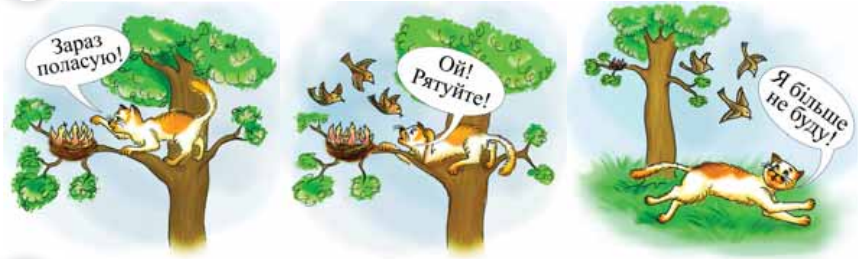 Зараз
поласую!
Ой!
Рятуйте!
Я більше
не буду!